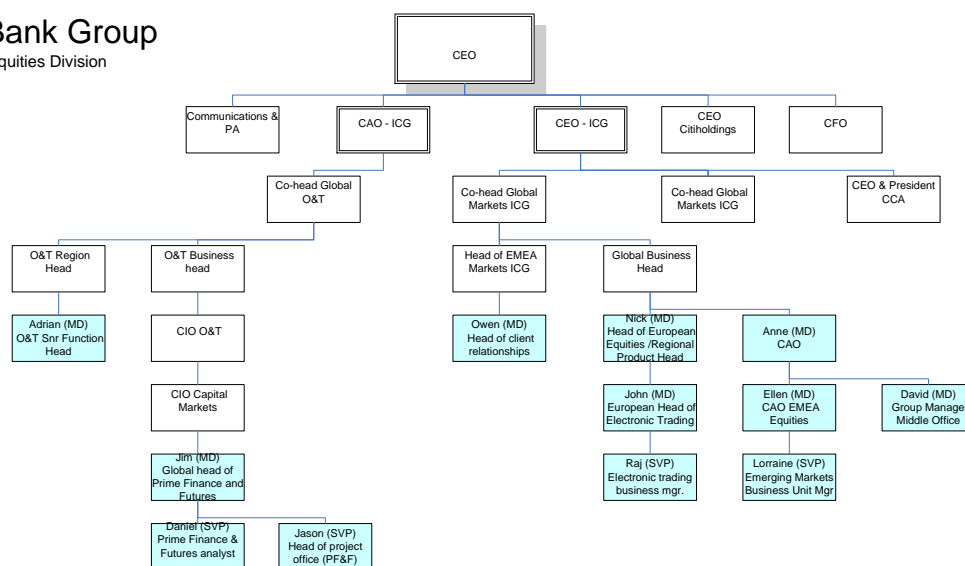 Bank Group
quities Division
CEO
Communications &
PA
CAO - ICG
CEO - ICG
CEO
Citiholdings
CFO
Co-head Global
O&T
Co-head Global
Markets ICG
Co-head Global
Markets ICG
CEO & President
CCA
O&T Region
Head
O&T Business
head
Head of EMEA
Markets ICG
Global Business
Head
Adrian (MD)
O&T Snr Function
Head
CIO O&T
Owen (MD)
Head of client
relationships
Nick (MD)
Head of European
Equities /Regional
Product Head
Anne (MD)
CAO
CIO Capital
Markets
John (MD)
European Head of
Electronic Trading
Ellen (MD)
CAO EMEA
Equities
David (MD)
Group Manage
Middle Office
Jim (MD)
Global head of
Prime Finance and
Futures
Raj (SVP)
Electronic trading
business mgr.
Lorraine (SVP)
Emerging Markets
Business Unit Mgr
Daniel (SVP)
Prime Finance &
Futures analyst
Jason (SVP)
Head of project
office (PF&F)